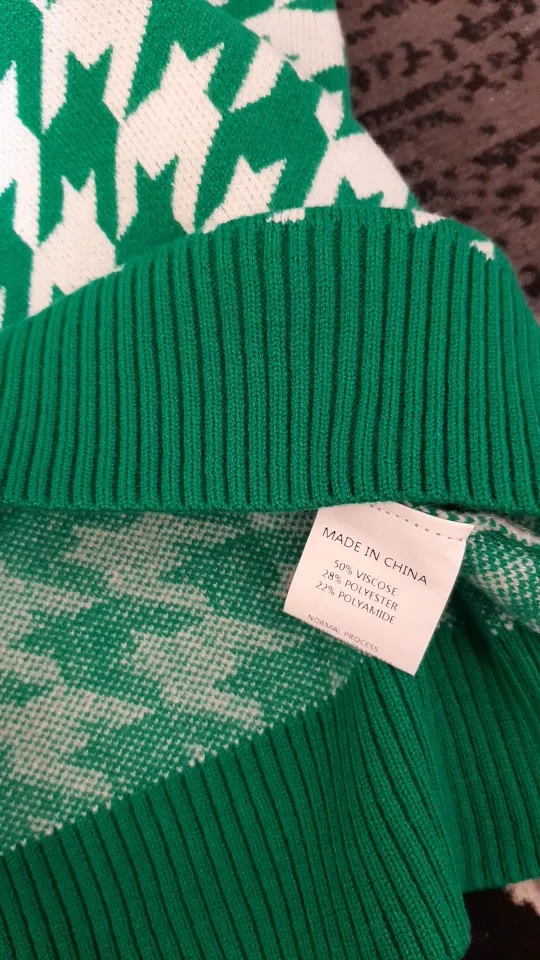 MADE IN CHINA
50% VISCOSE
28% POLYESTER
22% POLYAMIDE
NORMAL PROCESS